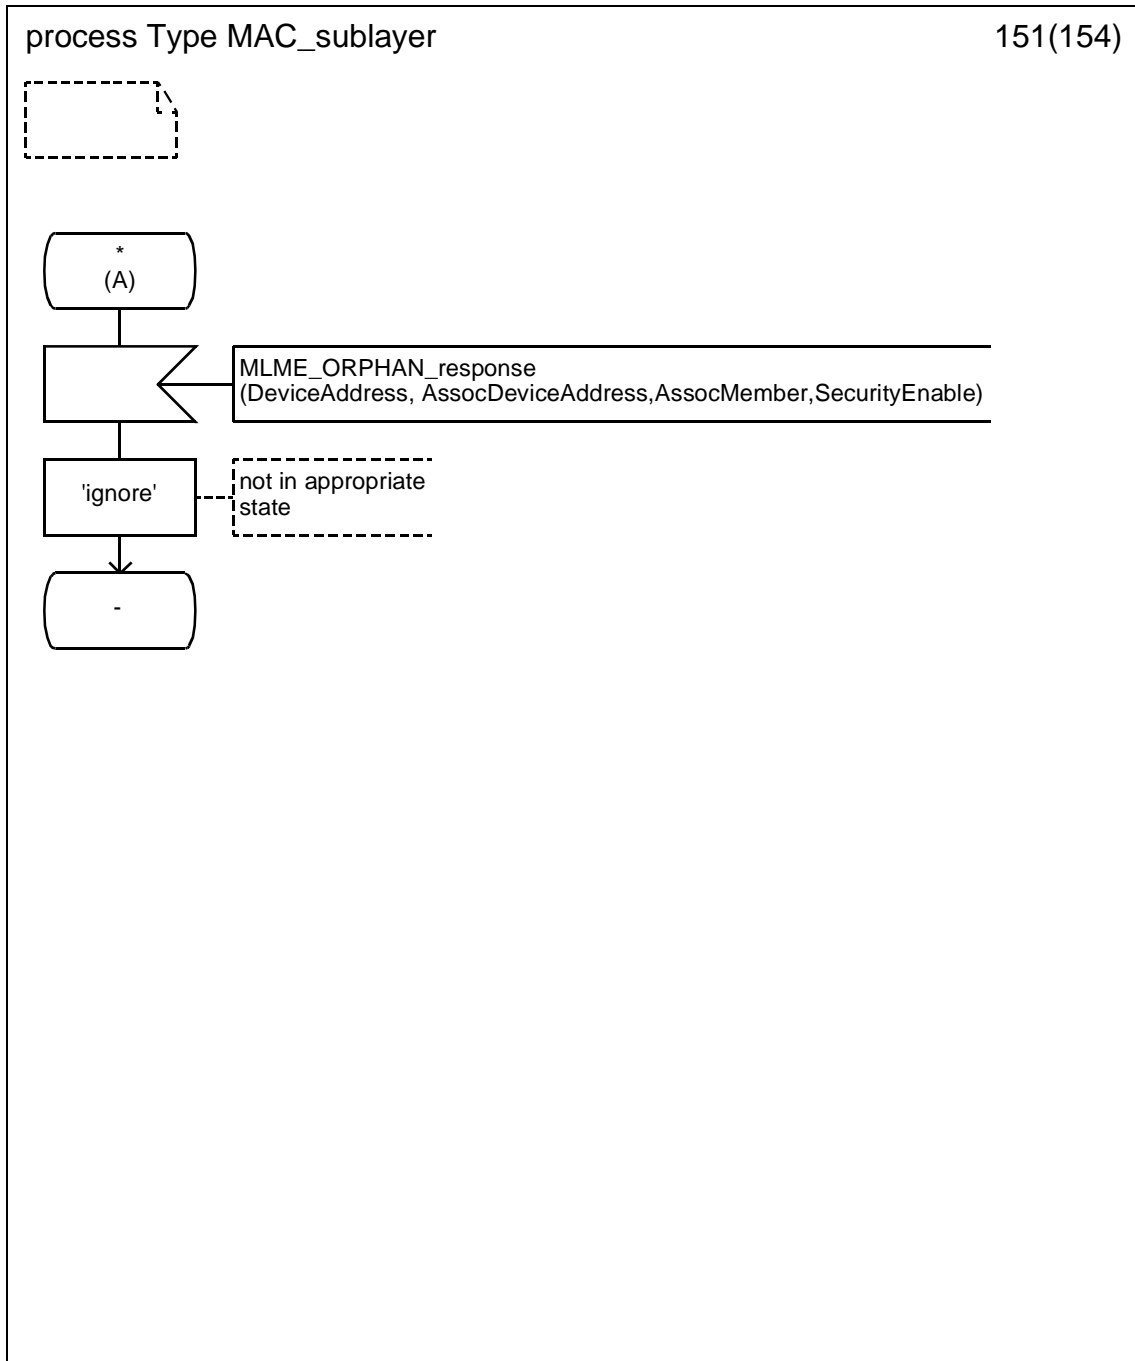 process Type MAC_sublayer
151(154)
*
(A)
MLME_ORPHAN_response
(DeviceAddress, AssocDeviceAddress,AssocMember,SecurityEnable)
'ignore'
not in appropriate
state
-